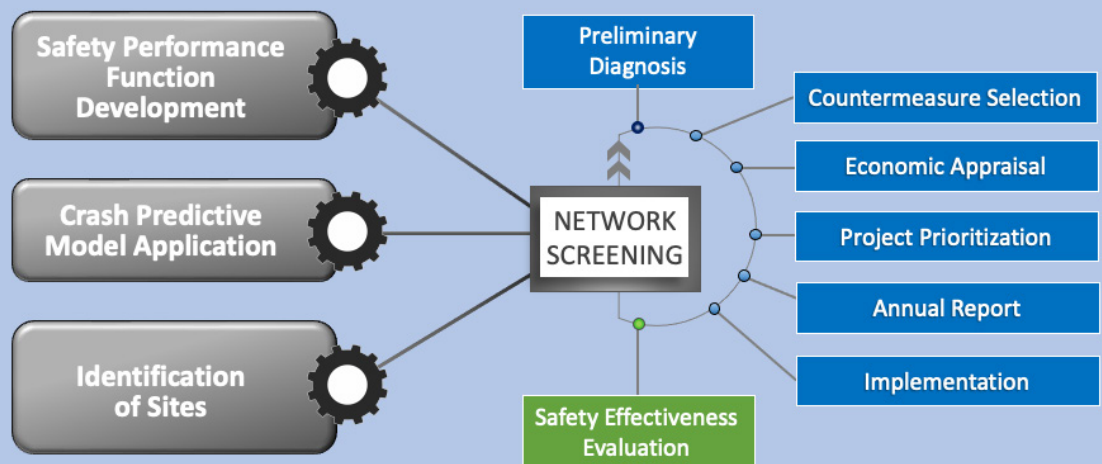 Safety Performance
Function
Development
Crash Predictive
Model Application
Identification
of Sites
NETWORK
SCREENING
Preliminary
Diagnosis
Countermeasure Selection
Economic Appraisal
Project Prioritization
Annual Report
Implementation
Safety Effectiveness
Evaluation